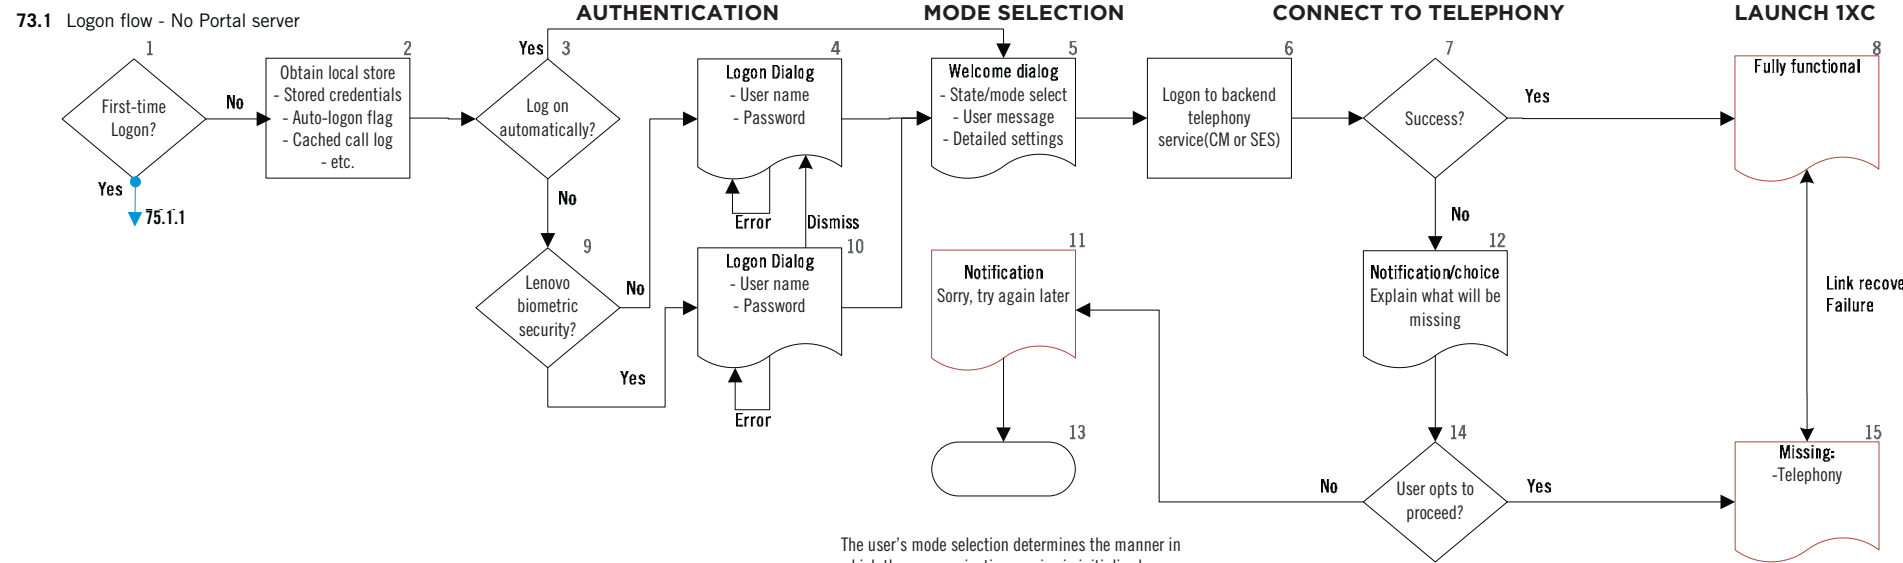 73.1 Logon flow - No Portal server
AUTHENTICATION
MODE SELECTION
CONNECT TO TELEPHONY
LAUNCH 1XC
1
First-time
Logon?
No
Yes
75.1.1
2
Obtain local store
- Stored credentials
- Auto-logon flag
- Cached call log
- etc.
3
Yes
Log on
automatically?
No
4
Logon Dialog
- User name
- Password
Error
Dismiss
5
Welcome dialog
- State/mode select
- User message
- Detailed settings
6
Logon to backend
telephony
service(CM or SES)
7
Success?
Yes
No
8
Fully functional
9
Lenovo
biometric
security?
No
Yes
10
Logon Dialog
- User name
- Password
Error
11
Notification
Sorry, try again later
12
Notification/choice
Explain what will be
missing
Link recove
Failure
13
14
User opts to
proceed?
No
Yes
15
Missing:
-Telephony
The user's mode selection determines the manner in